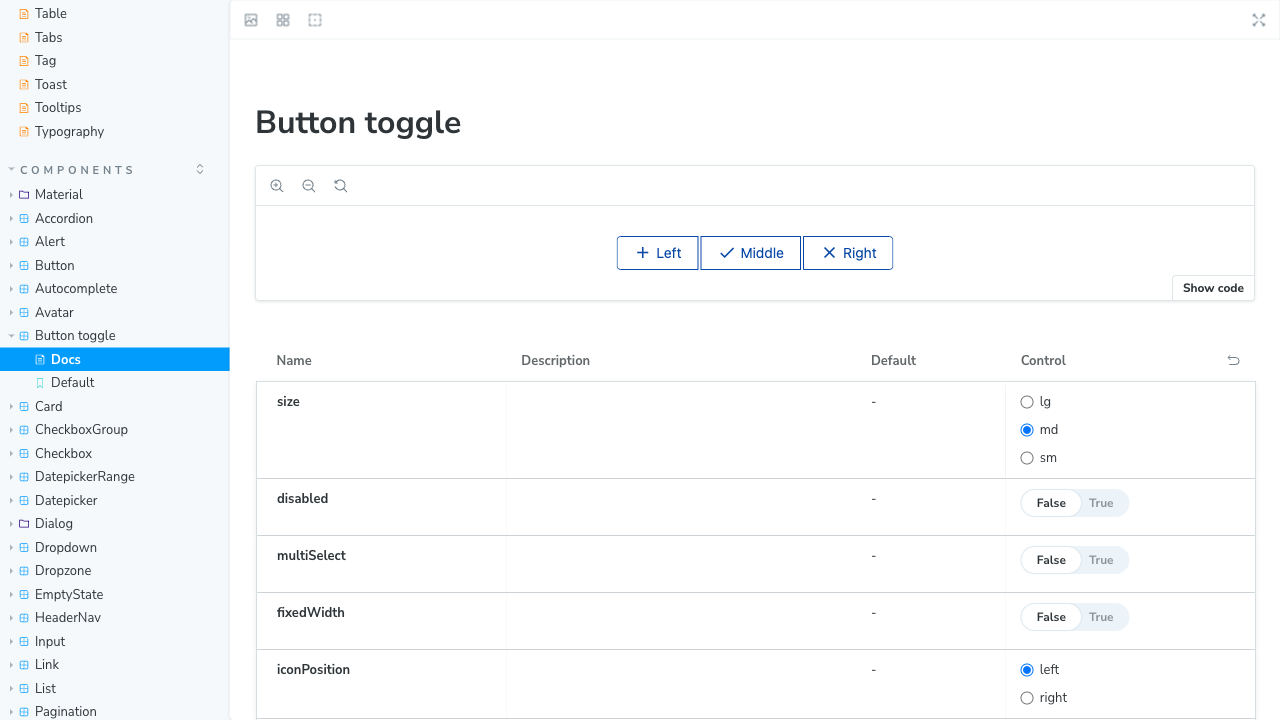 Table
Tabs
Tag
Toast
Tooltips
Typography
COMPONENTS
Material
Accordion
Alert
Button
Autocomplete
Avatar
Button toggle
Docs
Default
Card
CheckboxGroup
Checkbox
DatepickerRange
Datepicker
Dialog
Dropdown
Dropzone
EmptyState
HeaderNav
Input
Link
List
Pagination
Button toggle
Left Middle Right
Show code
Name Description Default Control
size - lg
md
sm
disabled - False True
multiSelect - False True
fixedWidth - False True
iconPosition - left
right